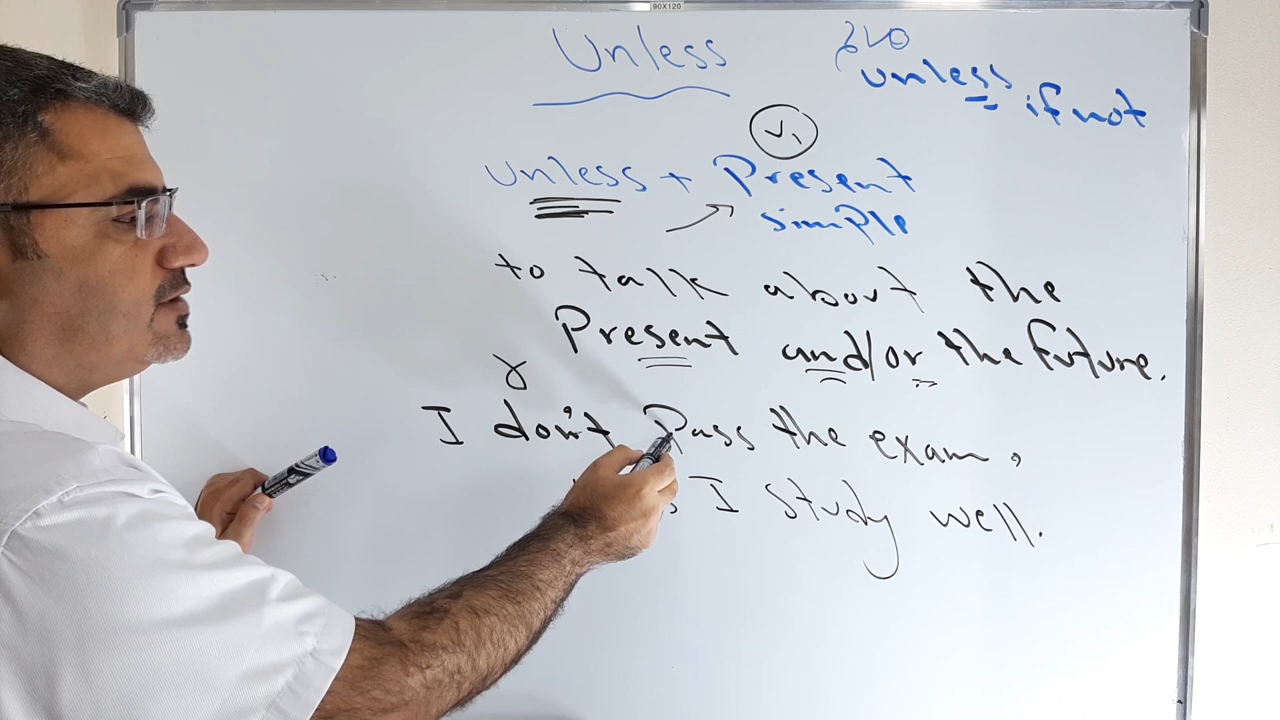 90X120
Unless
unless = if not
V1
unless + Present
simple
to talk about the
Present and/or the future.
I don't Pass the exam,
I study well.